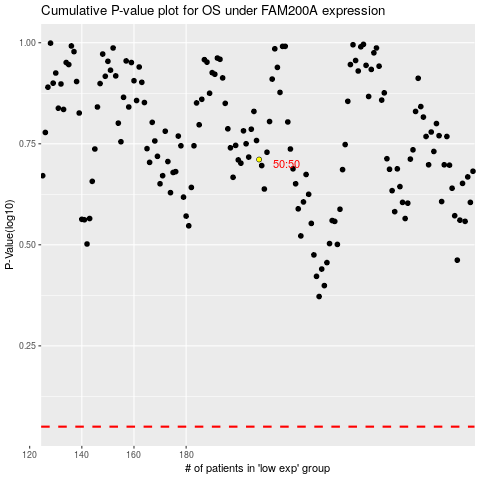 Cumulative P-value plot for OS under FAM200A expression
P-Value(log10)
1.00
0.75
0.50
0.25
50:50
120 140 160 180
# of patients in 'low exp' group